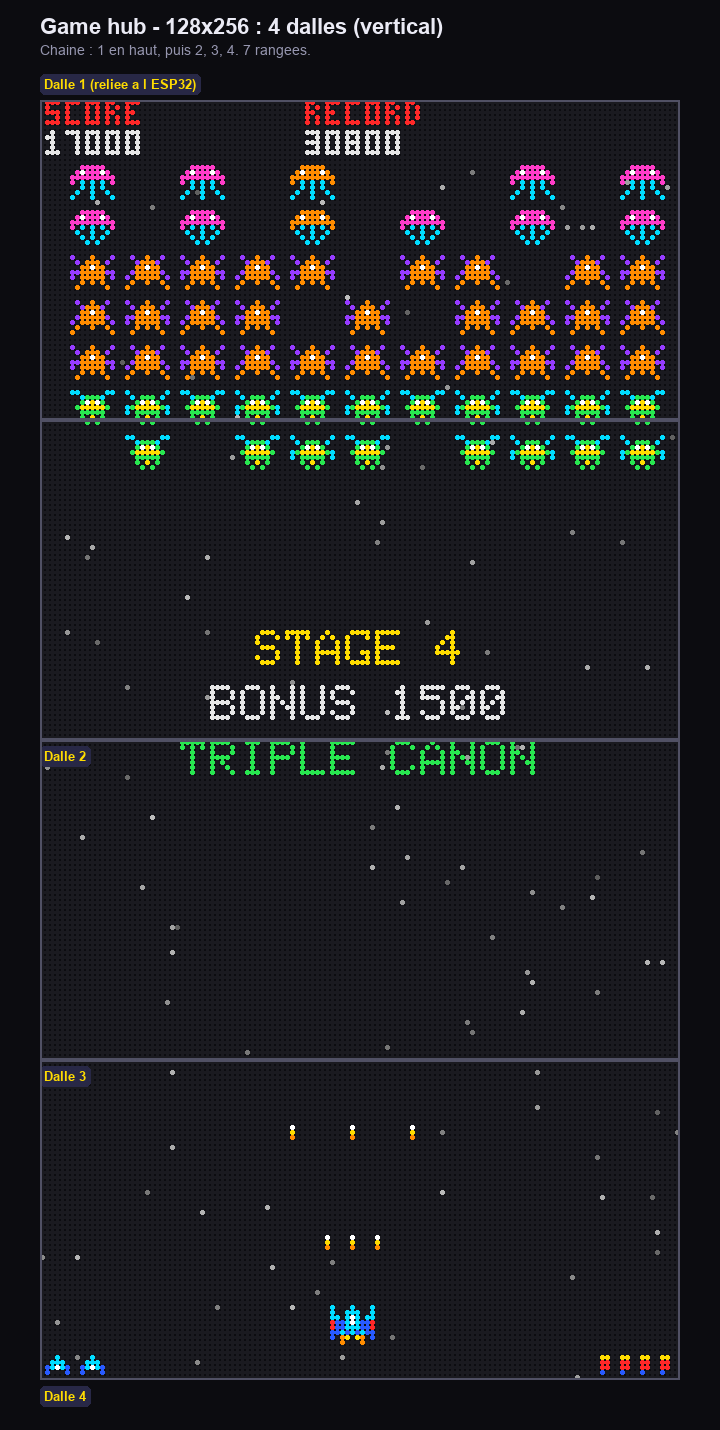 Game hub - 128x256 : 4 dalles (vertical)
Chaine : 1 en haut, puis 2, 3, 4. 7 rangees.
Dalle 1 (reliee a l ESP32)
SCORE RECORD
17000 30800
STAGE 4
BONUS 1500
Dalle 2
TRIPLE CANON
Dalle 3
Dalle 4